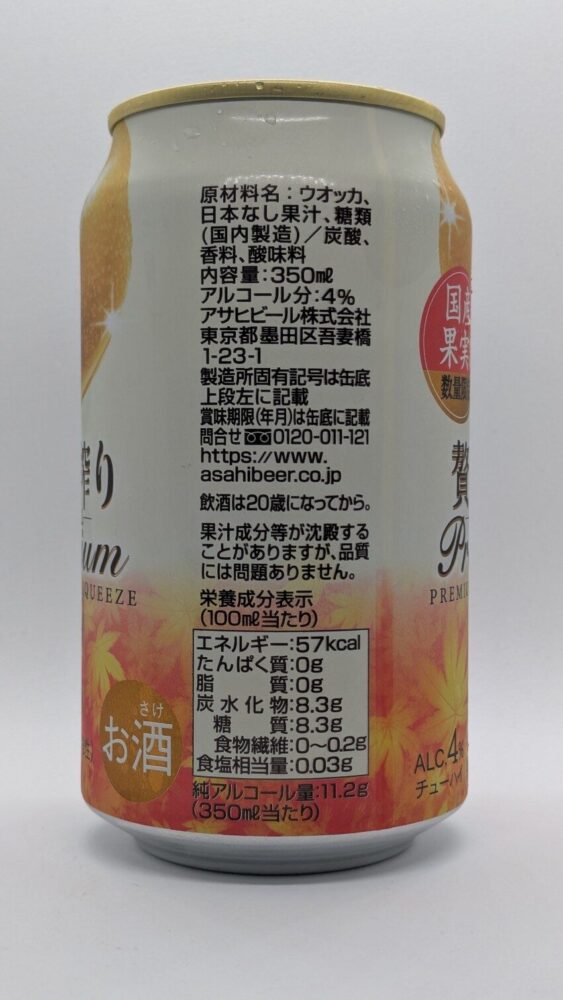 原材料名：ウオッカ、
日本なし果汁、糖類
(国内製造)／炭酸、
香料、酸味料
内容量：350㎖
アルコール分：4%
アサヒビール株式会社
東京都墨田区吾妻橋
1-23-1
製造所固有記号は缶底
上段左に記載
賞味期限(年月)は缶底に記載
問合せ 0120-011-121
https://www.
asahibeer.co.jp
飲酒は20歳になってから。
果汁成分等が沈殿する
ことがありますが、品質
には問題ありません。
栄養成分表示
(100㎖当たり)
エネルギー：57kcal
たんぱく質：0g
脂 質：0g
炭水化物：8.3g
糖 質：8.3g
食物繊維：0〜0.2g
食塩相当量：0.03g
純アルコール量：11.2g
(350㎖当たり)
搾り
QUEEZE
さけ
お酒
国産
果実
数量限
贅
Pr
PREMI
ALC.4%
チューハイ